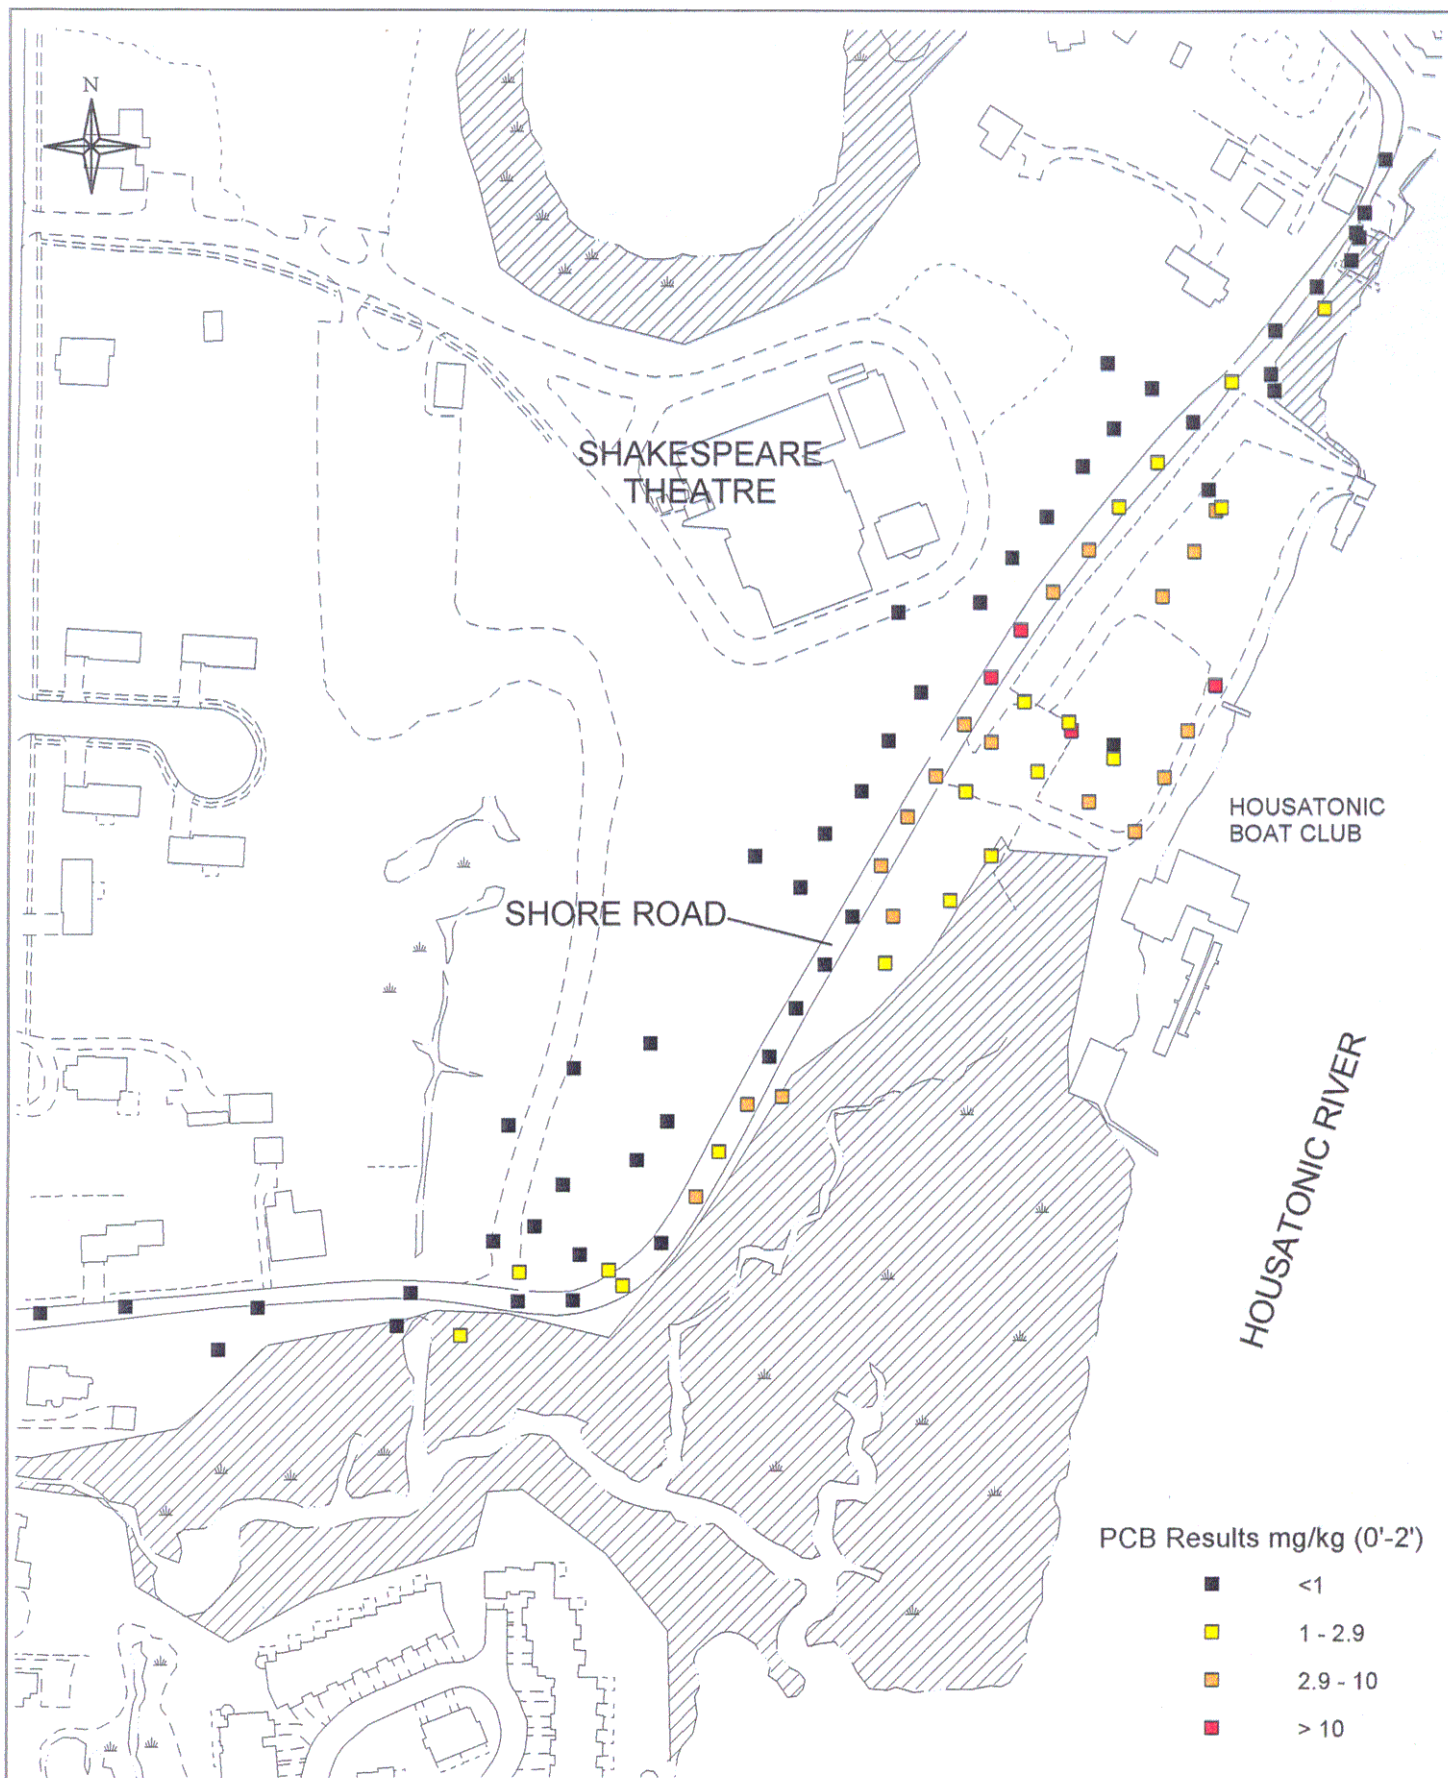 N
SHAKESPEARE
THEATRE
HOUSATONIC
BOAT CLUB
SHORE ROAD
HOUSATONIC RIVER
PCB Results mg/kg (0'-2')
<1
1 - 2.9
2.9 - 10
> 10